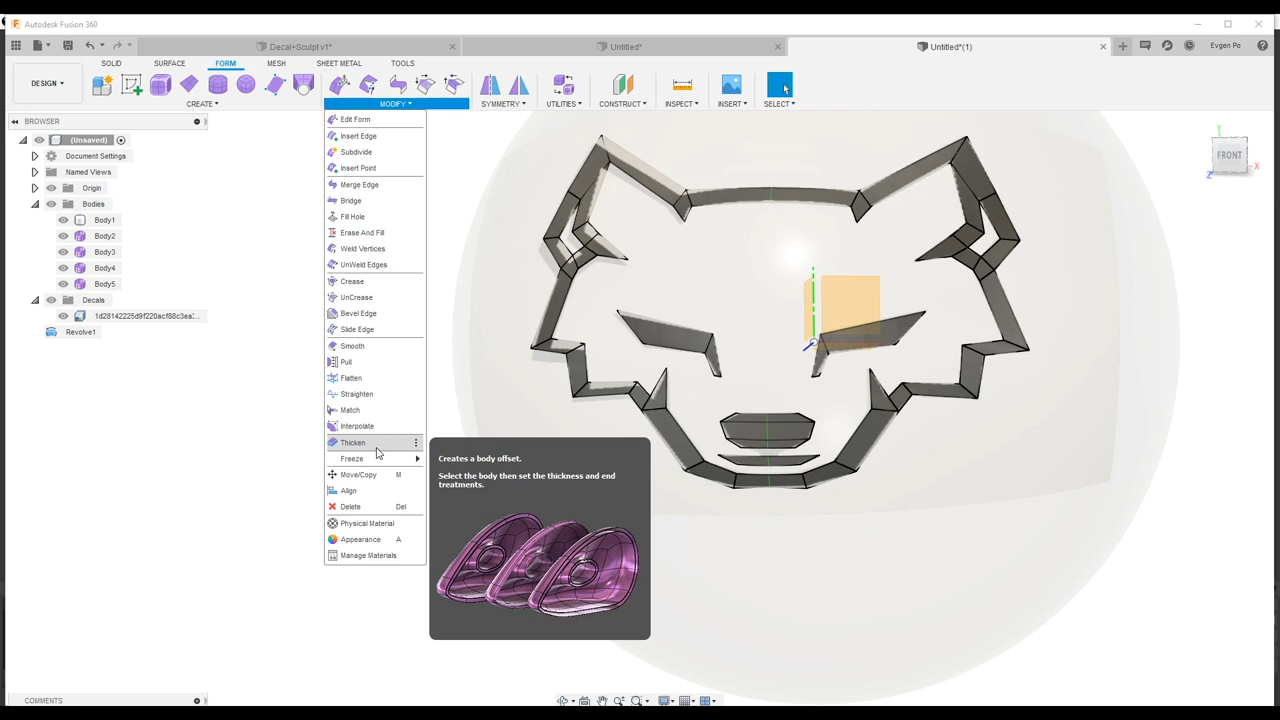 Autodesk Fusion 360
Decal+Sculpt v1*
Untitled*
Untitled*(1)
Evgen Po
DESIGN
SOLID
SURFACE
FORM
MESH
SHEET METAL
TOOLS
CREATE
MODIFY
SYMMETRY
UTILITIES
CONSTRUCT
INSPECT
INSERT
SELECT
BROWSER
(Unsaved)
Document Settings
Named Views
Origin
Bodies
Body1
Body2
Body3
Body4
Body5
Decals
1d28142225d9f220acf88c3ea...
Revolve1
Edit Form
Insert Edge
Subdivide
Insert Point
Merge Edge
Bridge
Fill Hole
Erase And Fill
Weld Vertices
UnWeld Edges
Crease
UnCrease
Bevel Edge
Slide Edge
Smooth
Pull
Flatten
Straighten
Match
Interpolate
Thicken
Freeze
Move/Copy M
Align
Delete Del
Physical Material
Appearance A
Manage Materials
Creates a body offset.
Select the body then set the thickness and end
treatments.
Y
FRONT
X
Z
COMMENTS